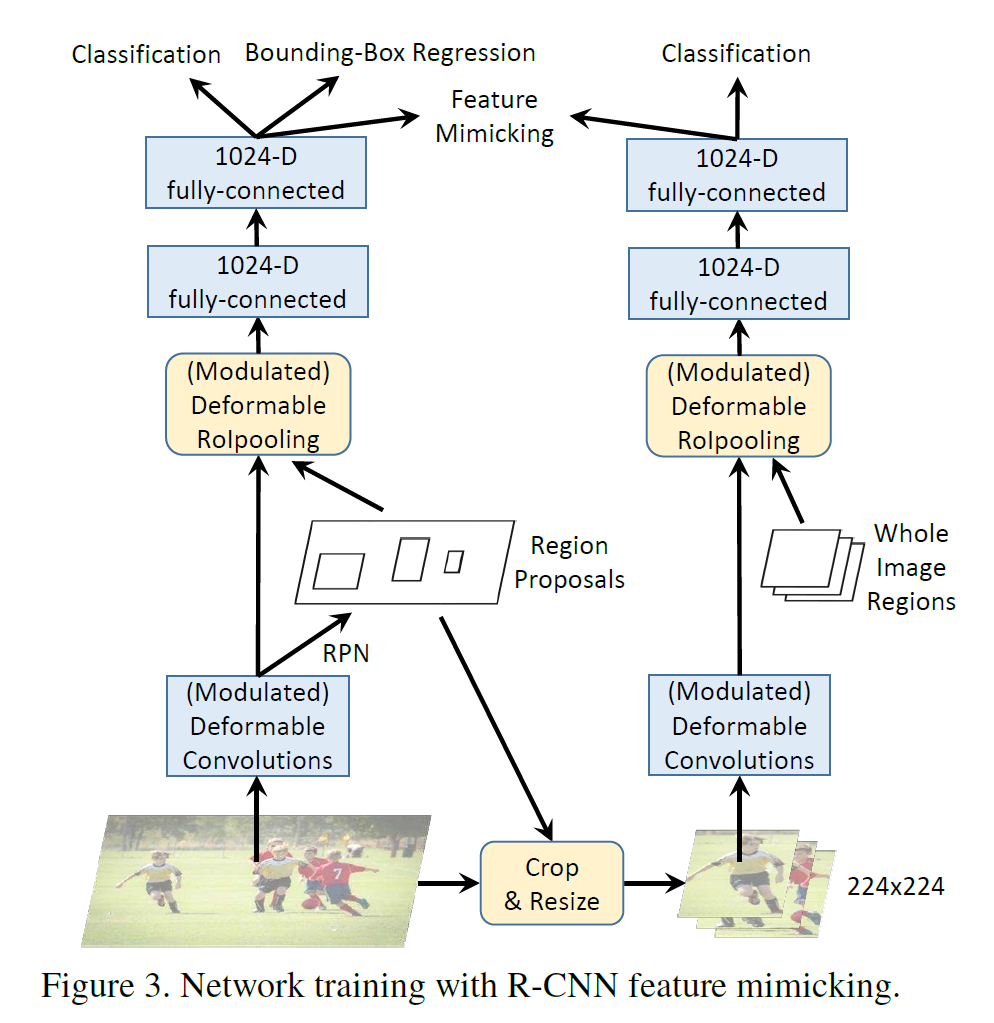 Classification
Bounding-Box Regression
Classification
Feature
Mimicking
1024-D
fully-connected
1024-D
fully-connected
1024-D
fully-connected
1024-D
fully-connected
(Modulated)
Deformable
RoIpooling
(Modulated)
Deformable
RoIpooling
Region
Proposals
Whole
Image
Regions
RPN
(Modulated)
Deformable
Convolutions
(Modulated)
Deformable
Convolutions
7
Crop
& Resize
224x224
Figure 3. Network training with R-CNN feature mimicking.